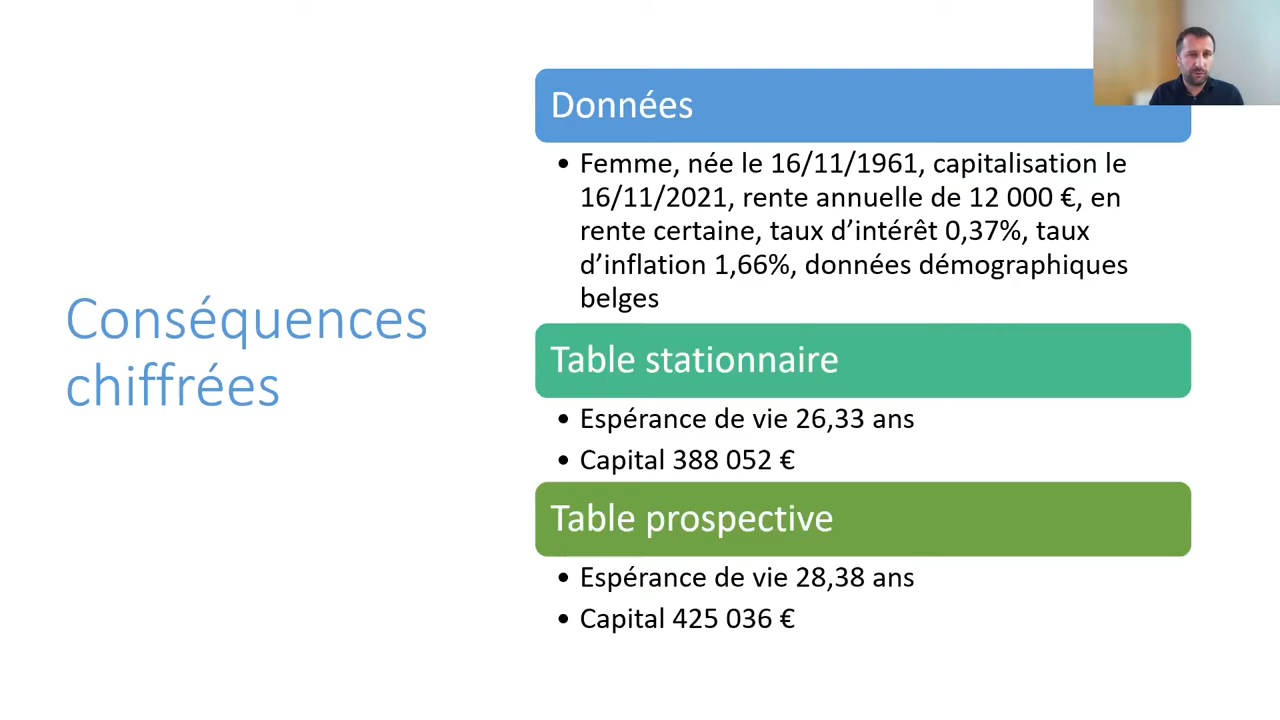 Conséquences
chiffrées
Données
• Femme, née le 16/11/1961, capitalisation le
16/11/2021, rente annuelle de 12 000 €, en
rente certaine, taux d’intérêt 0,37%, taux
d’inflation 1,66%, données démographiques
belges
Table stationnaire
• Espérance de vie 26,33 ans
• Capital 388 052 €
Table prospective
• Espérance de vie 28,38 ans
• Capital 425 036 €